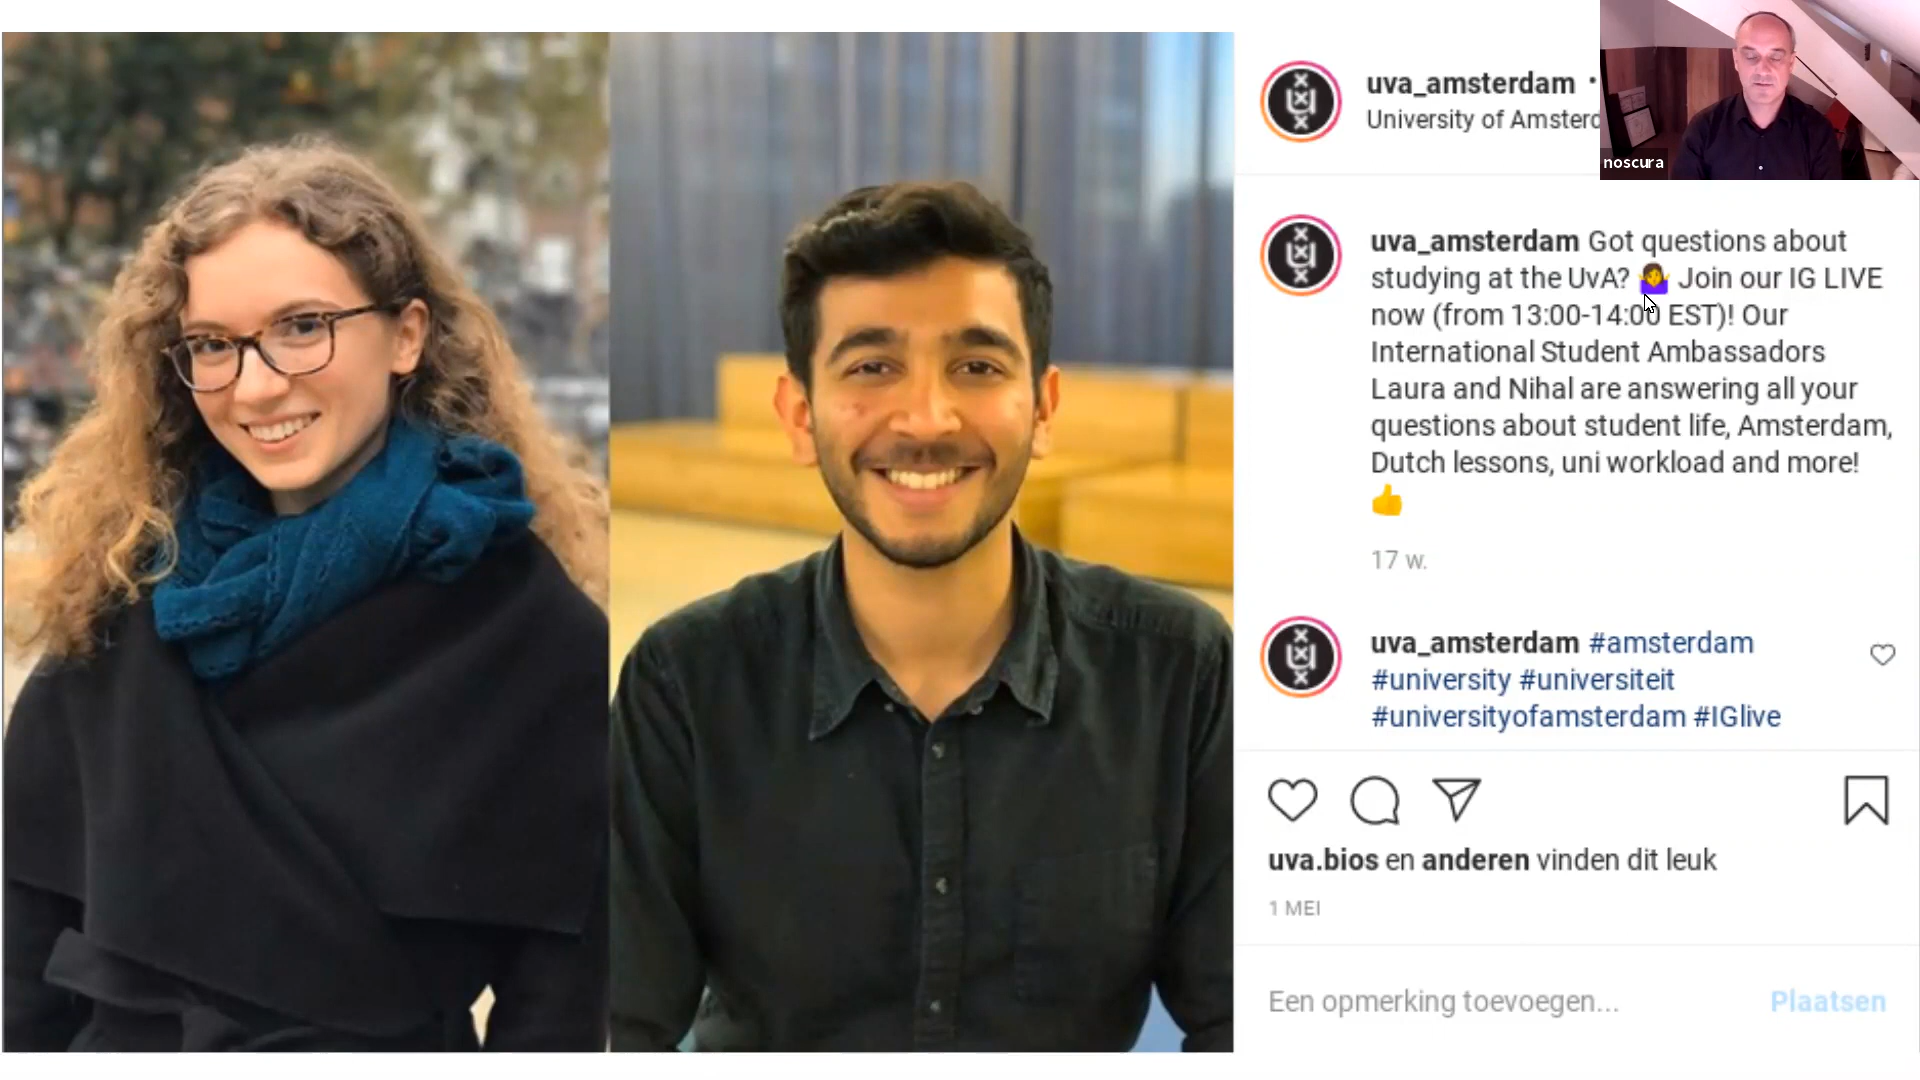 uva_amsterdam •
University of Amsterd
noscura
uva_amsterdam Got questions about
studying at the UvA? 🤷‍♀️ Join our IG LIVE
now (from 13:00-14:00 EST)! Our
International Student Ambassadors
Laura and Nihal are answering all your
questions about student life, Amsterdam,
Dutch lessons, uni workload and more!
👍
17 w.
uva_amsterdam #amsterdam
#university #universiteit
#universityofamsterdam #IGlive
uva.bios en anderen vinden dit leuk
1 MEI
Een opmerking toevoegen...
Plaatsen